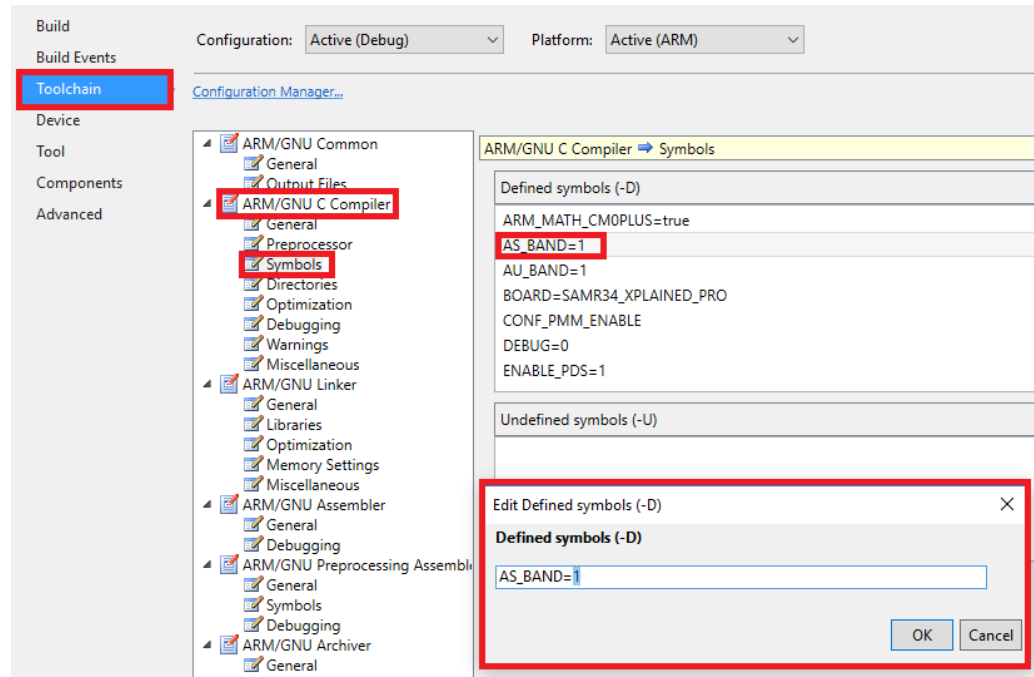 Build
Build Events
Toolchain
Device
Tool
Components
Advanced
Configuration: Active (Debug) Platform: Active (ARM)
Configuration Manager...
ARM/GNU Common
General
Output Files
ARM/GNU C Compiler
General
Preprocessor
Symbols
Directories
Optimization
Debugging
Warnings
Miscellaneous
ARM/GNU Linker
General
Libraries
Optimization
Memory Settings
Miscellaneous
ARM/GNU Assembler
General
Debugging
ARM/GNU Preprocessing Assemble
General
Symbols
Debugging
ARM/GNU Archiver
General
ARM/GNU C Compiler ➡ Symbols
Defined symbols (-D)
ARM_MATH_CM0PLUS=true
AS_BAND=1
AU_BAND=1
BOARD=SAMR34_XPLAINED_PRO
CONF_PMM_ENABLE
DEBUG=0
ENABLE_PDS=1
Undefined symbols (-U)
Edit Defined symbols (-D)
Defined symbols (-D)
AS_BAND=1
OK Cancel